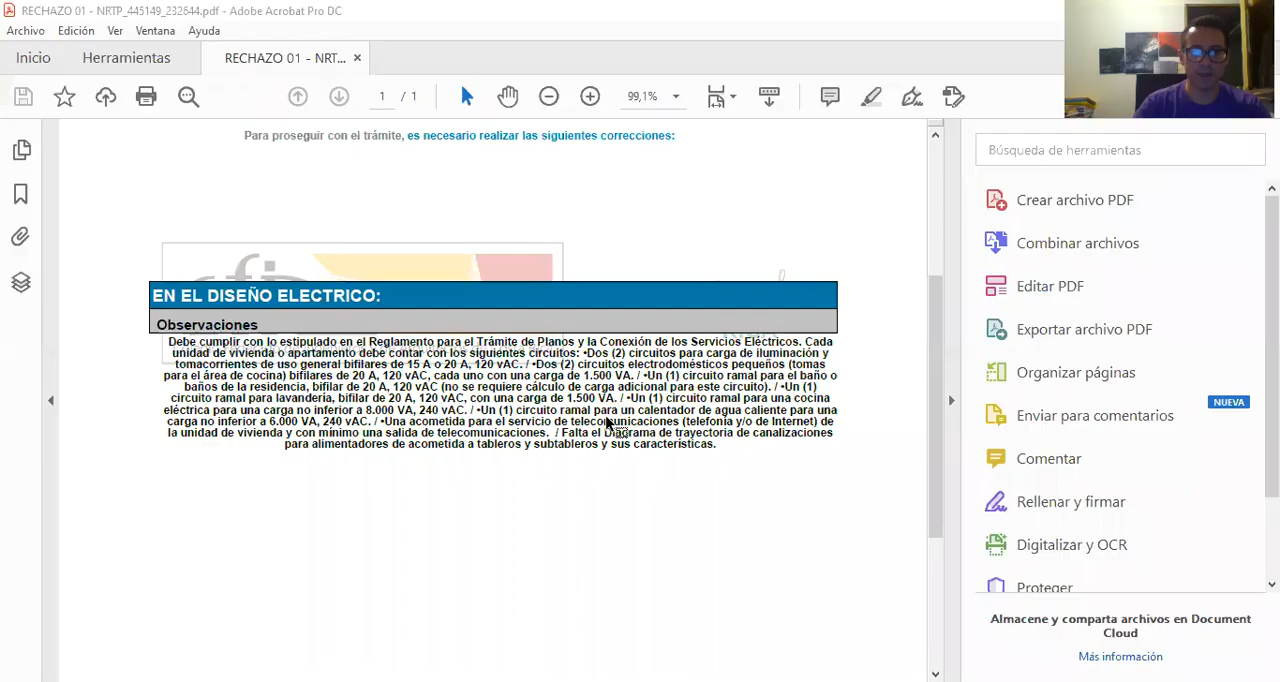 RECHAZO 01 - NRTP_445149_232644.pdf - Adobe Acrobat Pro DC
Archivo Edición Ver Ventana Ayuda
Inicio Herramientas RECHAZO 01 - NRT... ×
1 / 1 99,1%
Para proseguir con el trámite, es necesario realizar las siguientes correcciones:
EN EL DISEÑO ELECTRICO:
Observaciones
Debe cumplir con lo estipulado en el Reglamento para el Trámite de Planos y la Conexión de los Servicios Eléctricos. Cada
unidad de vivienda o apartamento debe contar con los siguientes circuitos: •Dos (2) circuitos para carga de iluminación y
tomacorrientes de uso general bifilares de 15 A o 20 A, 120 vAC. / •Dos (2) circuitos electrodomésticos pequeños (tomas
para el área de cocina) bifilares de 20 A, 120 vAC, cada uno con una carga de 1.500 VA. / •Un (1) circuito ramal para el baño o
baños de la residencia, bifilar de 20 A, 120 vAC (no se requiere cálculo de carga adicional para este circuito). / •Un (1)
circuito ramal para lavandería, bifilar de 20 A, 120 vAC, con una carga de 1.500 VA. / •Un (1) circuito ramal para una cocina
eléctrica para una carga no inferior a 8.000 VA, 240 vAC. / •Un (1) circuito ramal para un calentador de agua caliente para una
carga no inferior a 6.000 VA, 240 vAC. / •Una acometida para el servicio de telecomunicaciones (telefonía y/o de Internet) de
la unidad de vivienda y con mínimo una salida de telecomunicaciones. / Falta el Diagrama de trayectoria de canalizaciones
para alimentadores de acometida a tableros y subtableros y sus características.
Búsqueda de herramientas
Crear archivo PDF
Combinar archivos
Editar PDF
Exportar archivo PDF
Organizar páginas
NUEVA
Enviar para comentarios
Comentar
Rellenar y firmar
Digitalizar y OCR
Proteger
Almacene y comparta archivos en Document
Cloud
Más información